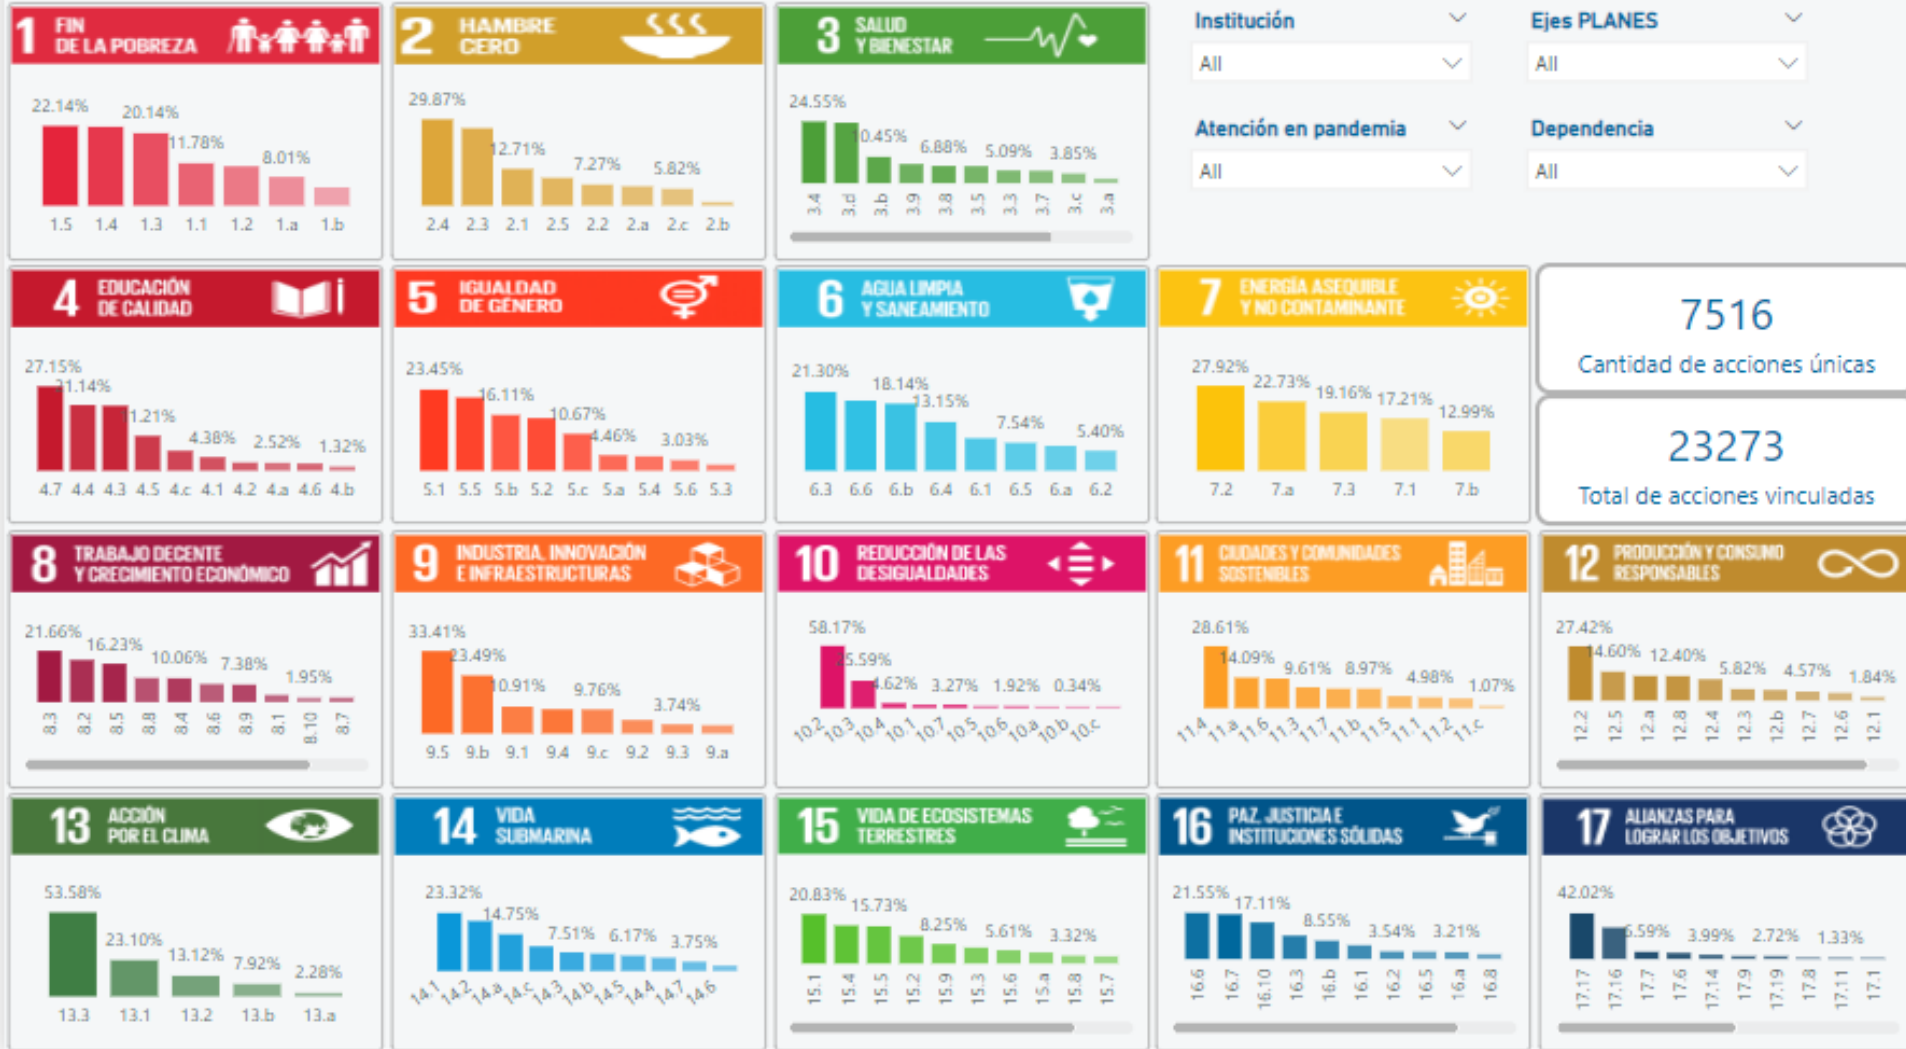 1 FIN
DE LA POBREZA
22.14%
20.14%
11.78%
8.01%
1.5 1.4 1.3 1.1 1.2 1.a 1.b
2 HAMBRE
CERO
29.87%
12.71%
7.27%
5.82%
2.4 2.3 2.1 2.5 2.2 2.a 2.c 2.b
3 SALUD
Y BIENESTAR
24.55%
10.45%
6.88%
5.09%
3.85%
3.4 3.d 3.b 3.9 3.8 3.5 3.3 3.7 3.c 3.a
Institución
All
Ejes PLANES
All
Atención en pandemia
All
Dependencia
All
4 EDUCACIÓN
DE CALIDAD
27.15%
21.14%
11.21%
4.38%
2.52%
1.32%
4.7 4.4 4.3 4.5 4.c 4.1 4.2 4.a 4.6 4.b
5 IGUALDAD
DE GÉNERO
23.45%
16.11%
10.67%
4.46%
3.03%
5.1 5.5 5.b 5.2 5.c 5.a 5.4 5.6 5.3
6 AGUA LIMPIA
Y SANEAMIENTO
21.30%
18.14%
13.15%
7.54%
5.40%
6.3 6.6 6.b 6.4 6.1 6.5 6.a 6.2
7 ENERGÍA ASEQUIBLE
Y NO CONTAMINANTE
27.92%
22.73%
19.16%
17.21%
12.99%
7.2 7.a 7.3 7.1 7.b
7516
Cantidad de acciones únicas
23273
Total de acciones vinculadas
8 TRABAJO DECENTE
Y CRECIMIENTO ECONÓMICO
21.66%
16.23%
10.06%
7.38%
1.95%
8.3 8.2 8.5 8.8 8.4 8.6 8.9 8.1 8.10 8.7
9 INDUSTRIA, INNOVACIÓN
E INFRAESTRUCTURAS
33.41%
23.49%
10.91%
9.76%
3.74%
9.5 9.b 9.1 9.4 9.c 9.2 9.3 9.a
10 REDUCCIÓN DE LAS
DESIGUALDADES
58.17%
25.59%
4.62%
3.27%
1.92%
0.34%
10.2 10.3 10.4 10.1 10.7 10.5 10.6 10.a 10.b 10.c
11 CIUDADES Y COMUNIDADES
SOSTENIBLES
28.61%
14.09%
9.61%
8.97%
4.98%
1.07%
11.4 11.a 11.6 11.3 11.7 11.b 11.5 11.1 11.2 11.c
12 PRODUCCIÓN Y CONSUMO
RESPONSABLES
27.42%
14.60%
12.40%
5.82%
4.57%
1.84%
12.2 12.5 12.a 12.8 12.4 12.3 12.b 12.7 12.6 12.1
13 ACCIÓN
POR EL CLIMA
53.58%
23.10%
13.12%
7.92%
2.28%
13.3 13.1 13.2 13.b 13.a
14 VIDA
SUBMARINA
23.32%
14.75%
7.51%
6.17%
3.75%
14.1 14.2 14.a 14.c 14.3 14.b 14.5 14.4 14.7 14.6
15 VIDA DE ECOSISTEMAS
TERRESTRES
20.83%
15.73%
8.25%
5.61%
3.32%
15.1 15.4 15.5 15.2 15.9 15.3 15.6 15.a 15.8 15.7
16 PAZ, JUSTICIA E
INSTITUCIONES SÓLIDAS
21.55%
17.11%
8.55%
3.54%
3.21%
16.6 16.7 16.10 16.3 16.b 16.1 16.2 16.5 16.a 16.8
17 ALIANZAS PARA
LOGRAR LOS OBJETIVOS
42.02%
6.59%
3.99%
2.72%
1.33%
17.17 17.16 17.7 17.6 17.14 17.9 17.19 17.8 17.11 17.1